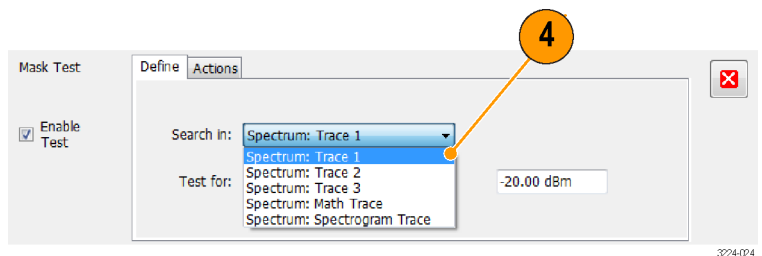 4
Mask Test
Define
Actions
Enable
Test
Search in:
Spectrum: Trace 1
Spectrum: Trace 1
Spectrum: Trace 2
Spectrum: Trace 3
Spectrum: Math Trace
Spectrum: Spectrogram Trace
Test for:
-20.00 dBm
3224-024